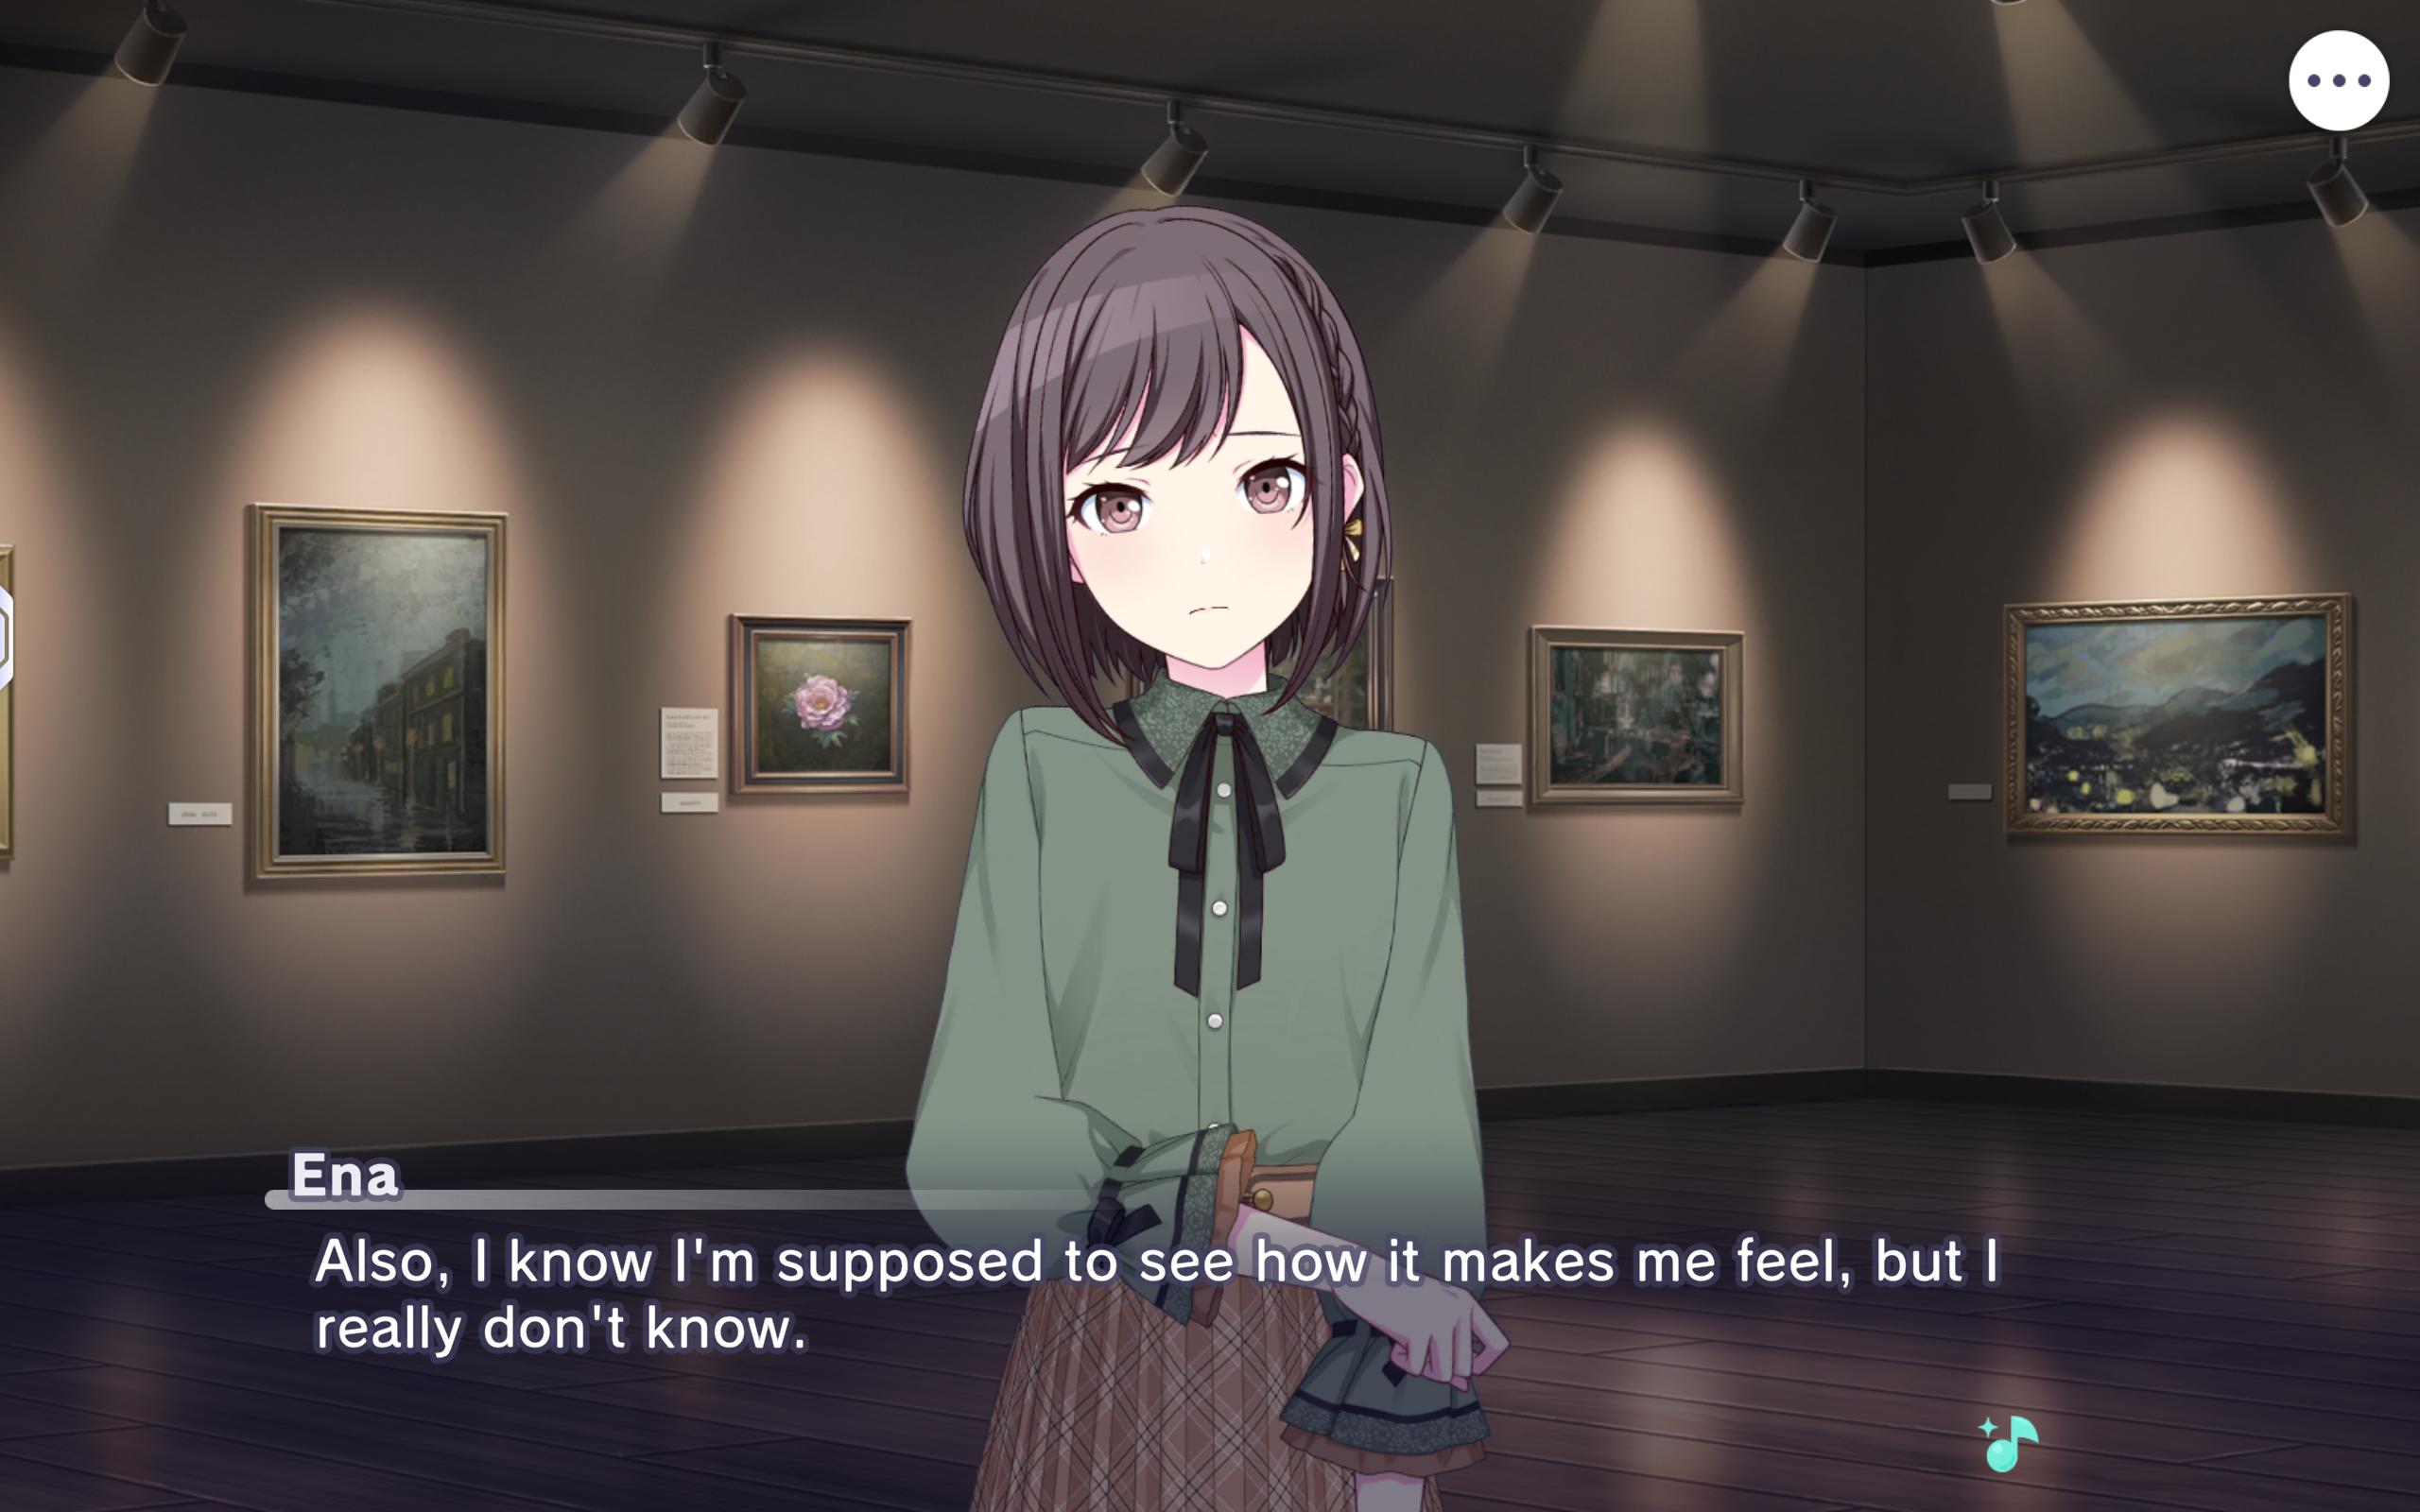 Ena
Also, I know I'm supposed to see how it makes me feel, but I
really don't know.